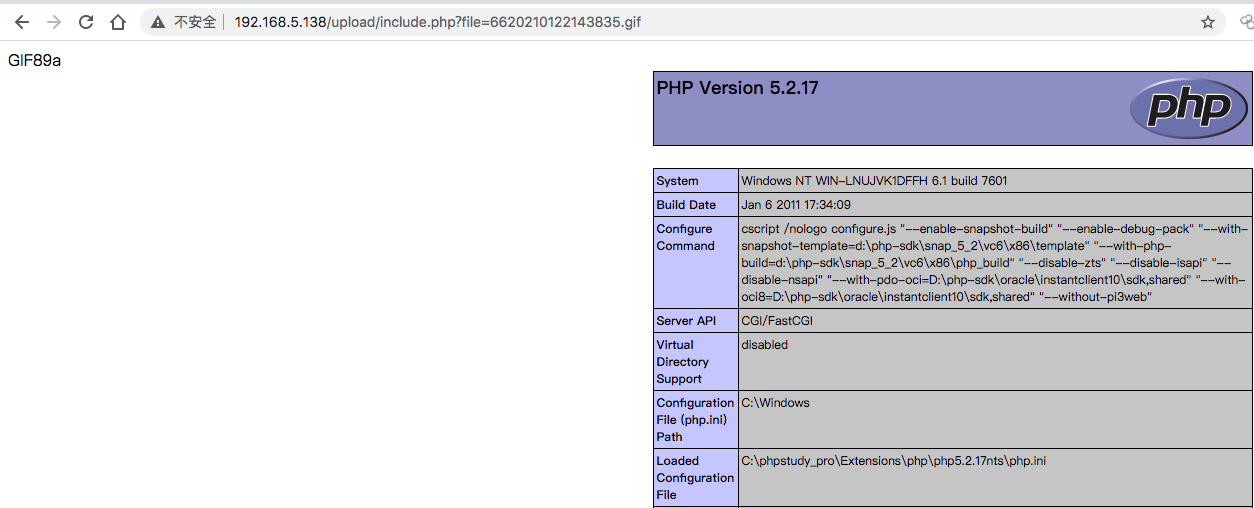 不安全 192.168.5.138/upload/include.php?file=6620210122143835.gif
GIF89a
PHP Version 5.2.17
php
System Windows NT WIN-LNUJVK1DFFH 6.1 build 7601
Build Date Jan 6 2011 17:34:09
Configure cscript /nologo configure.js "--enable-snapshot-build" "--enable-debug-pack" "--with-
Command snapshot-template=d:\php-sdk\snap_5_2\vc6\x86\template" "--with-php-
build=d:\php-sdk\snap_5_2\vc6\x86\php_build" "--disable-zts" "--disable-isapi" "--
disable-nsapi" "--with-pdo-oci=D:\php-sdk\oracle\instantclient10\sdk,shared" "--with-
oci8=D:\php-sdk\oracle\instantclient10\sdk,shared" "--without-pi3web"
Server API CGI/FastCGI
Virtual disabled
Directory
Support
Configuration C:\Windows
File (php.ini)
Path
Loaded C:\phpstudy_pro\Extensions\php\php5.2.17nts\php.ini
Configuration
File